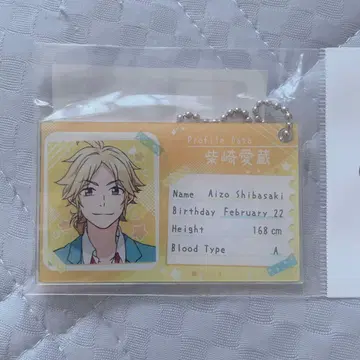 Profile Card
柴崎愛蔵
Name Aizo Shibasaki
Birthday February 22
Height 168 cm
Blood Type A